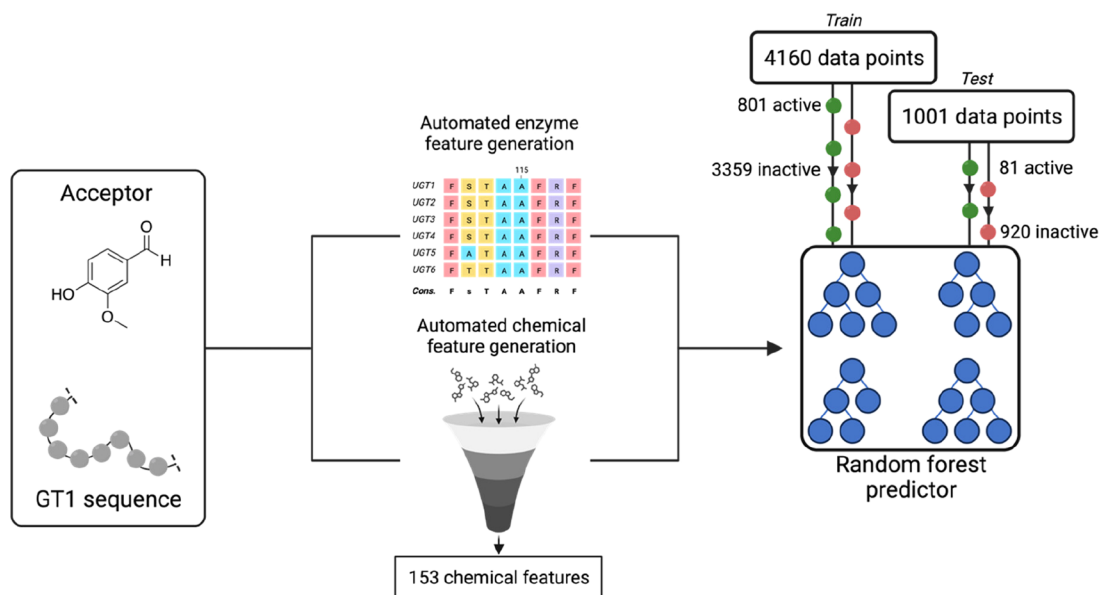 Train
4160 data points
Test
1001 data points
801 active
3359 inactive
81 active
920 inactive
Acceptor
O
H
HO
O
GT1 sequence
Automated enzyme
feature generation
115
UGT1 F S T A A F R F
UGT2 F S T A A F R F
UGT3 F S T A A F R F
UGT4 F S T A A F R F
UGT5 F A T A A F R F
UGT6 F T T A A F R F
Cons. F s T A A F R F
Automated chemical
feature generation
153 chemical features
Random forest
predictor